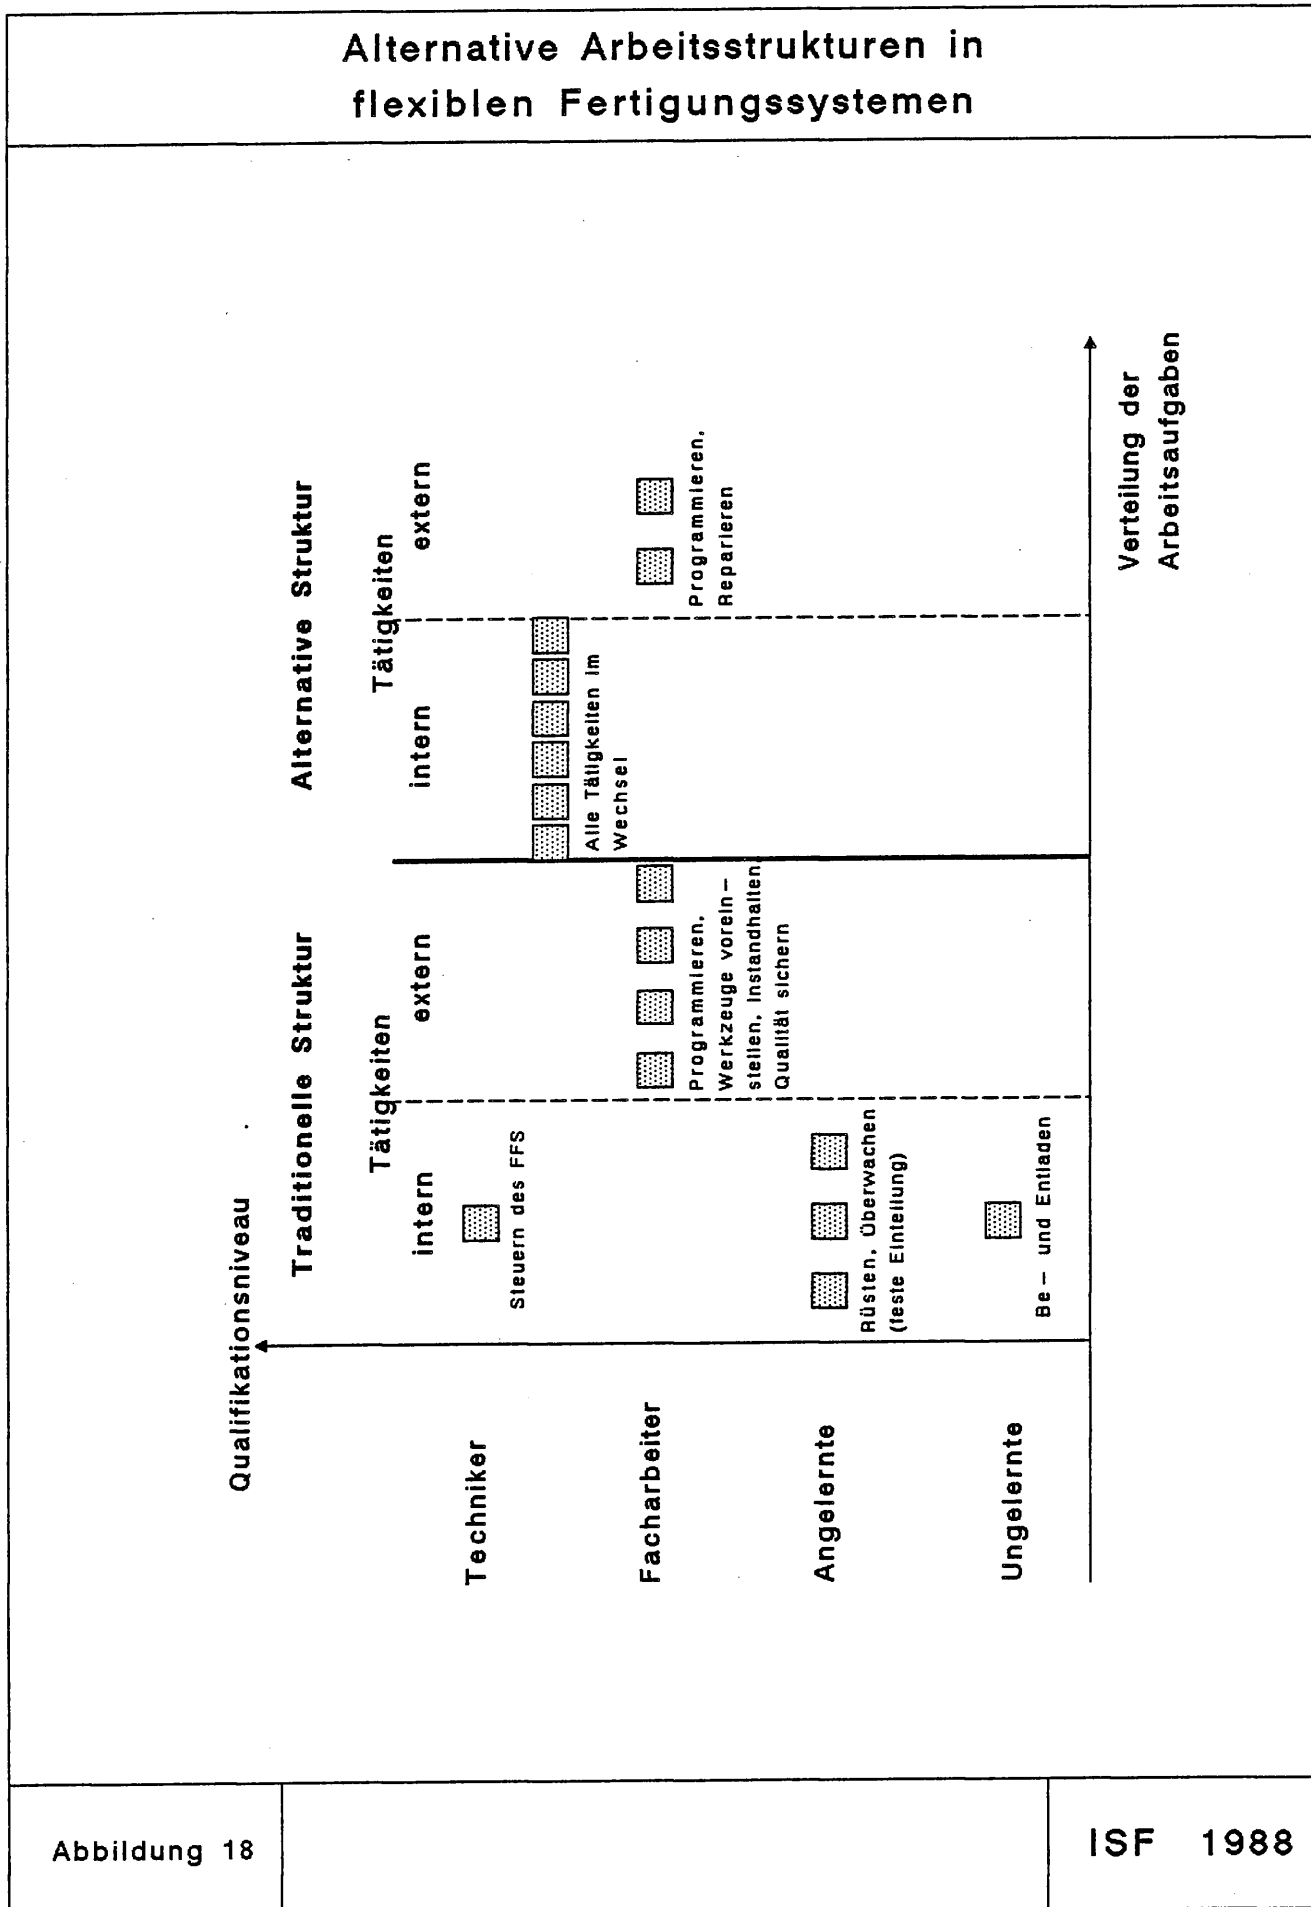 Alternative Arbeitsstrukturen in
flexiblen Fertigungssystemen
Qualifikationsniveau
Traditionelle Struktur
Alternative Struktur
Tätigkeiten
Tätigkeiten
intern
extern
intern
extern
Techniker
Steuern des FFS
Alle Tätigkeiten im
Wechsel
Facharbeiter
Programmieren,
Werkzeuge vorein–
stellen, Instandhalten,
Qualität sichern
Programmieren,
Reparieren
Angelernte
Rüsten, Überwachen
(feste Einteilung)
Ungelernte
Be– und Entladen
Verteilung der
Arbeitsaufgaben
Abbildung 18
ISF 1988